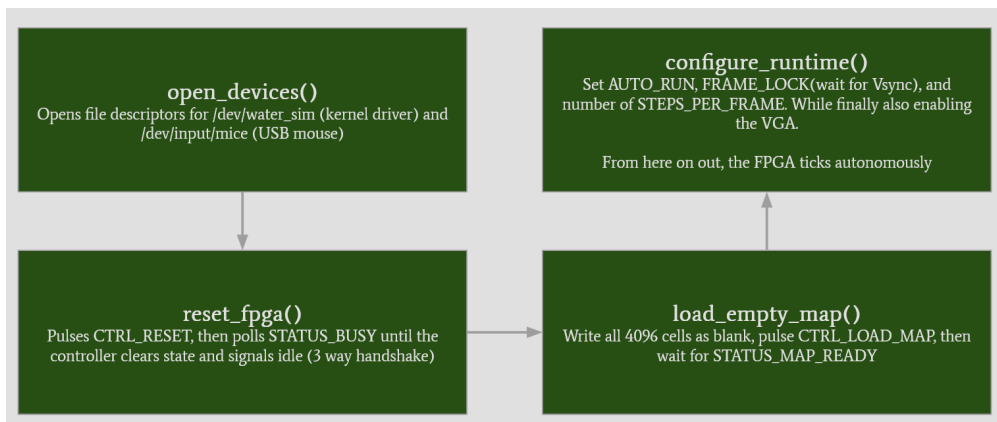 open_devices()
Opens file descriptors for /dev/water_sim (kernel driver) and
/dev/input/mice (USB mouse)
reset_fpga()
Pulses CTRL_RESET, then polls STATUS_BUSY until the
controller clears state and signals idle (3 way handshake)
load_empty_map()
Write all 40% cells as blank, pulse CTRL_LOAD_MAP, then
wait for STATUS_MAP_READY
configure_runtime()
Set AUTO_RUN, FRAME_LOCK(wait for Vsync), and
number of STEPS_PER_FRAME. While finally also enabling
the VGA.
From here on out, the FPGA ticks autonomously